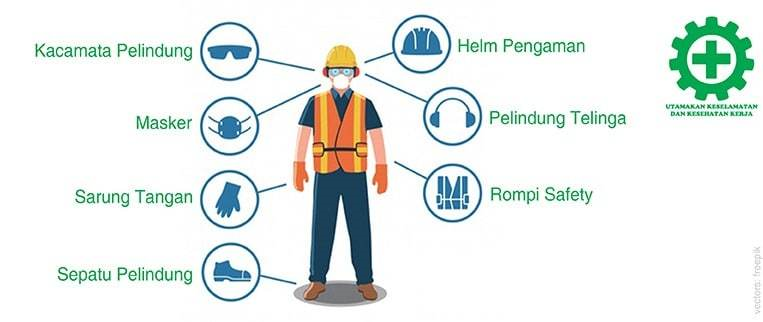 Kacamata Pelindung
Masker
Sarung Tangan
Sepatu Pelindung
Helm Pengaman
Pelindung Telinga
Rompi Safety
UTAMAKAN KESELAMATAN
DAN KESEHATAN KERJA
vectors: freepik